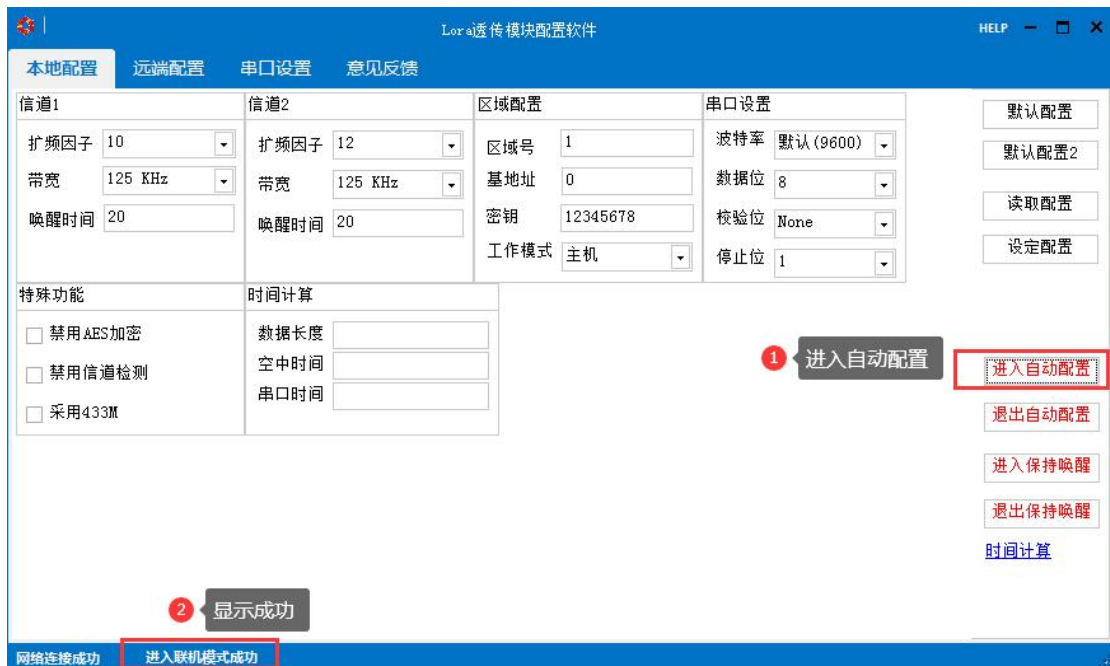 Lora透传模块配置软件
HELP
本地配置 远端配置 串口设置 意见反馈
信道1
扩频因子 10
带宽 125 KHz
唤醒时间 20
信道2
扩频因子 12
带宽 125 KHz
唤醒时间 20
区域配置
区域号 1
基地址 0
密钥 12345678
工作模式 主机
串口设置
波特率 默认(9600)
数据位 8
校验位 None
停止位 1
默认配置
默认配置2
读取配置
设定配置
特殊功能
禁用AES加密
禁用信道检测
采用433M
时间计算
数据长度
空中时间
串口时间
1 进入自动配置
进入自动配置
退出自动配置
进入保持唤醒
退出保持唤醒
时间计算
2 显示成功
网络连接成功 进入联机模式成功